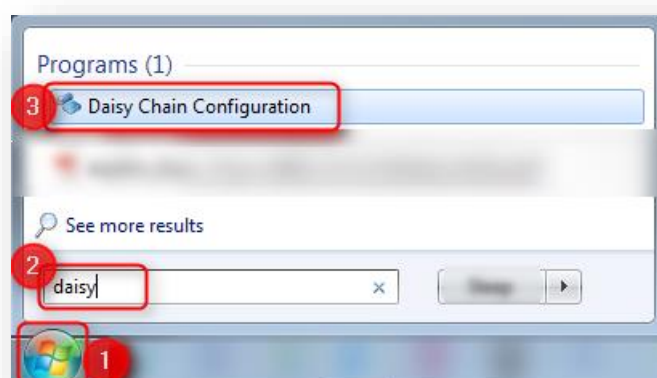 Programs (1)
3 Daisy Chain Configuration
See more results
2
daisy
1